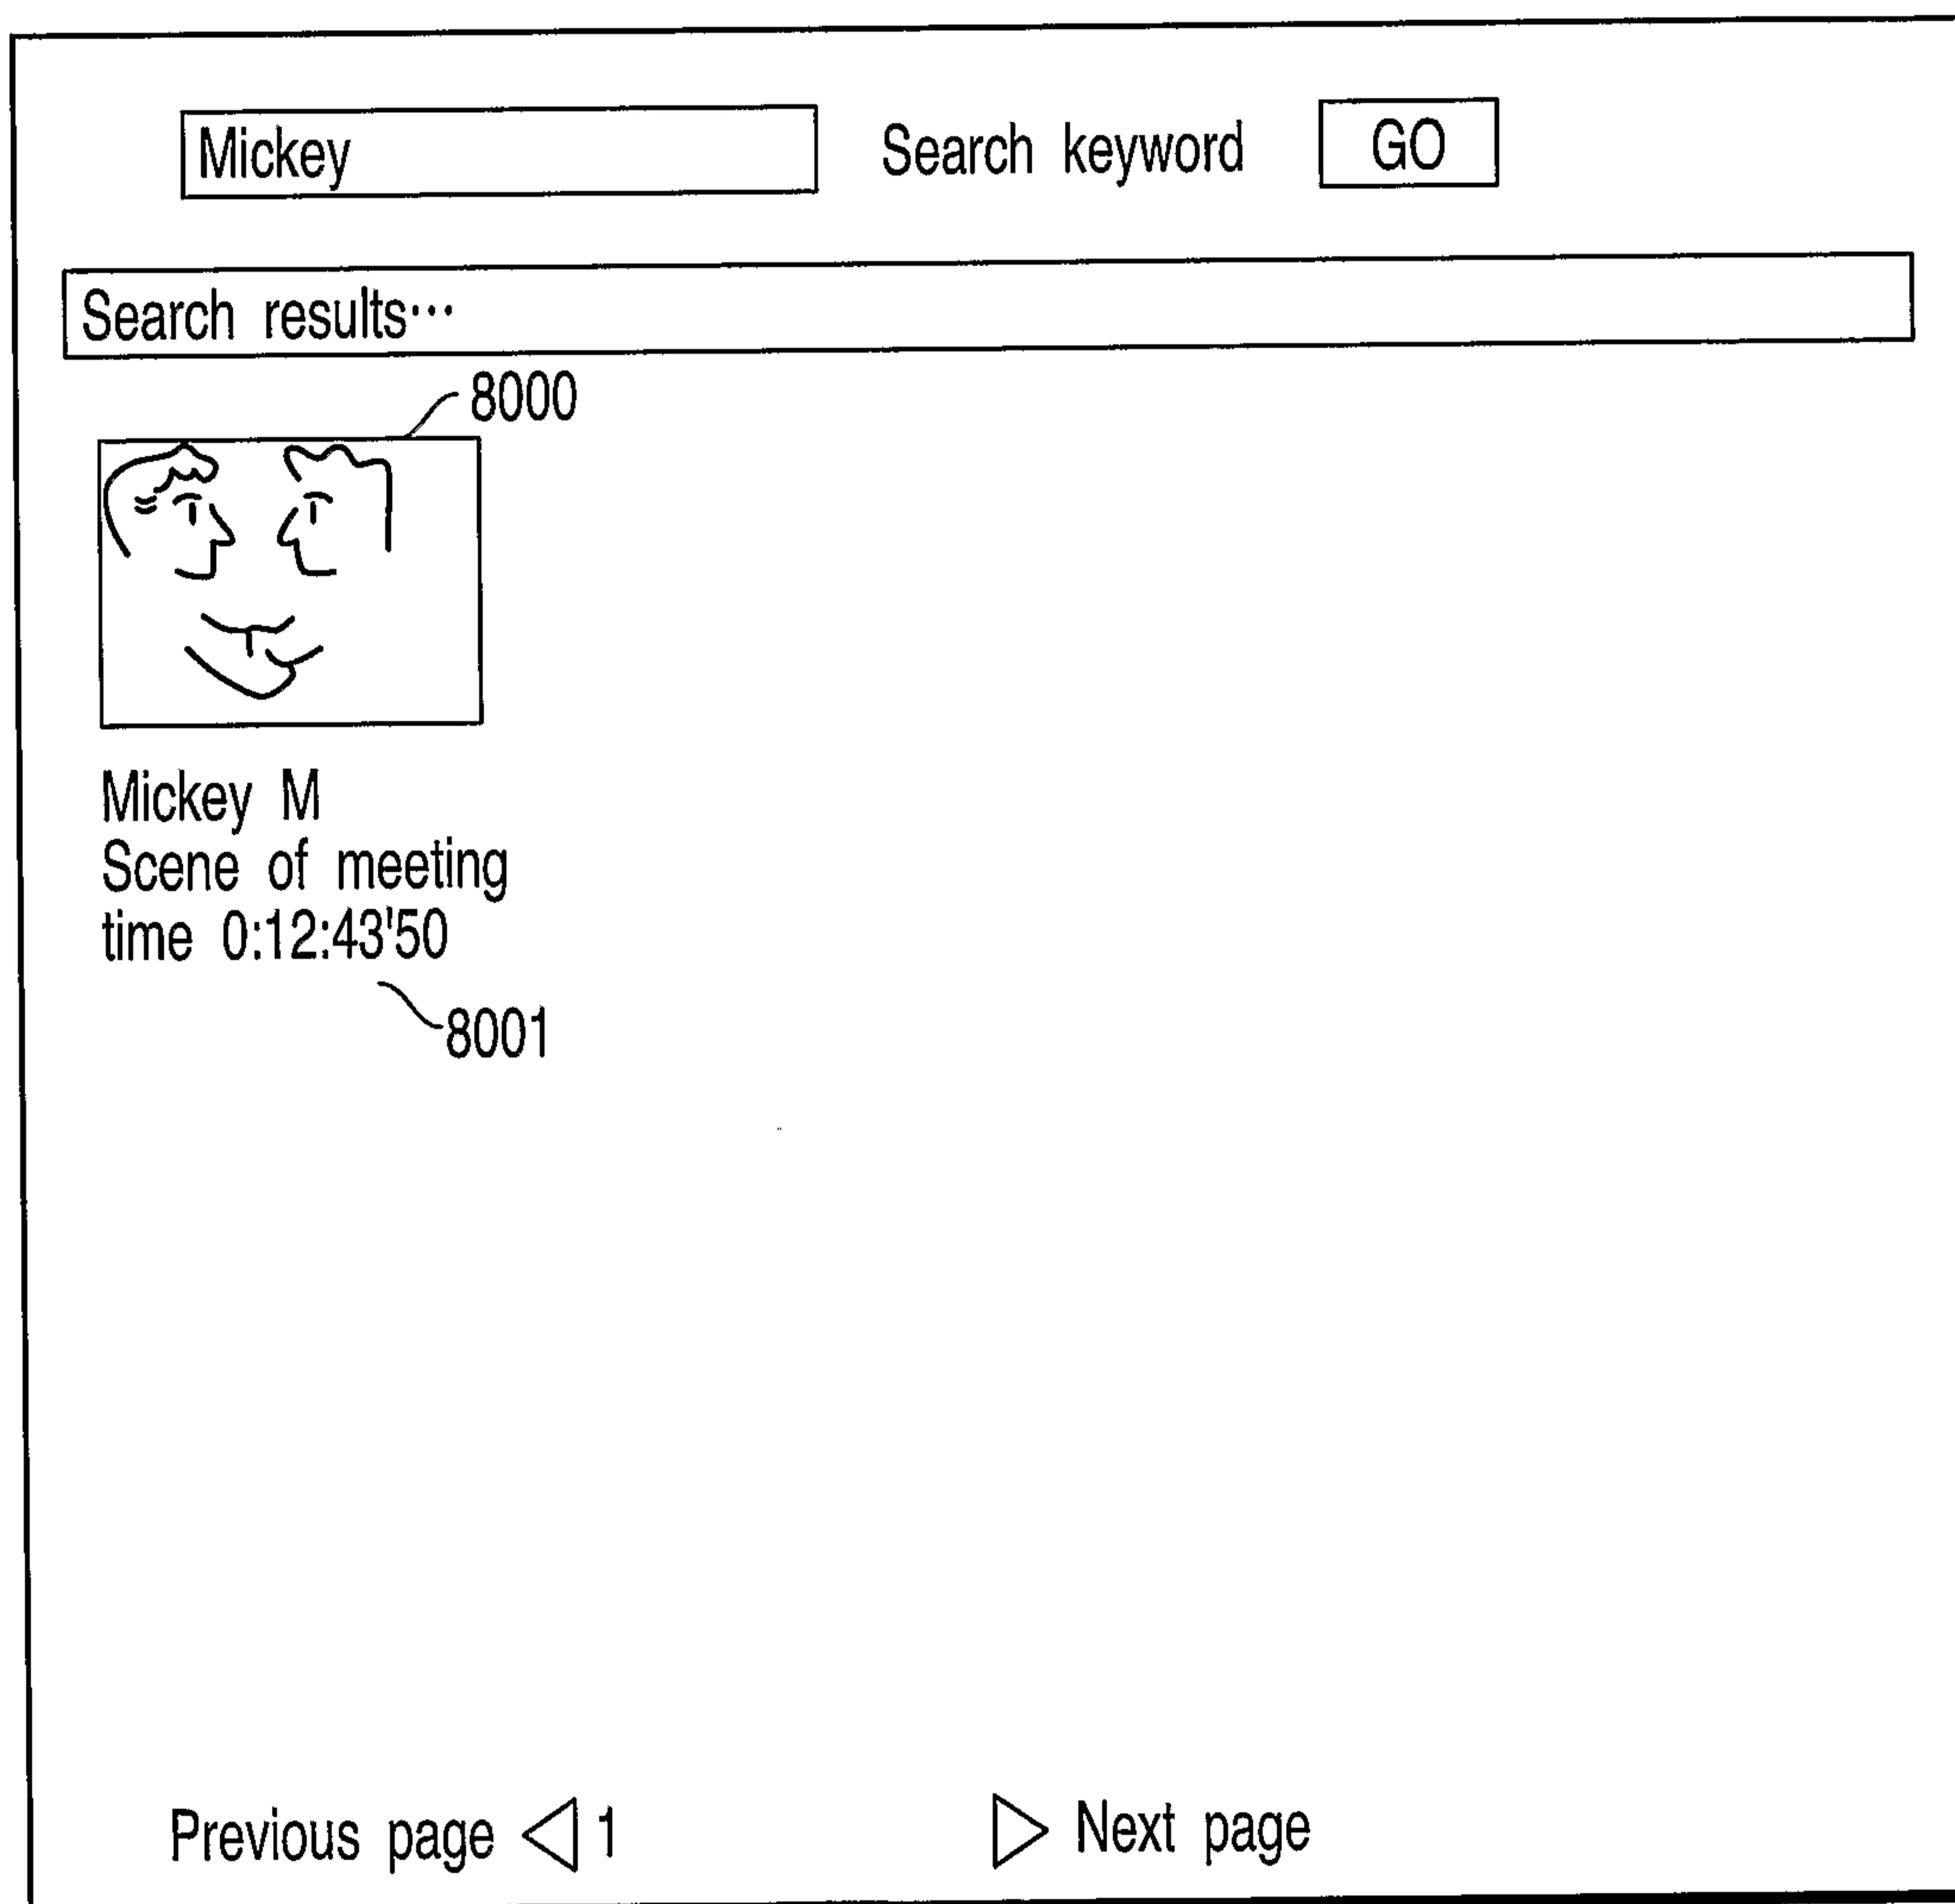 Mickey Search keyword GO
Search results…
8000
Mickey M
Scene of meeting
time 0:12:43'50
8001
Previous page 1 Next page